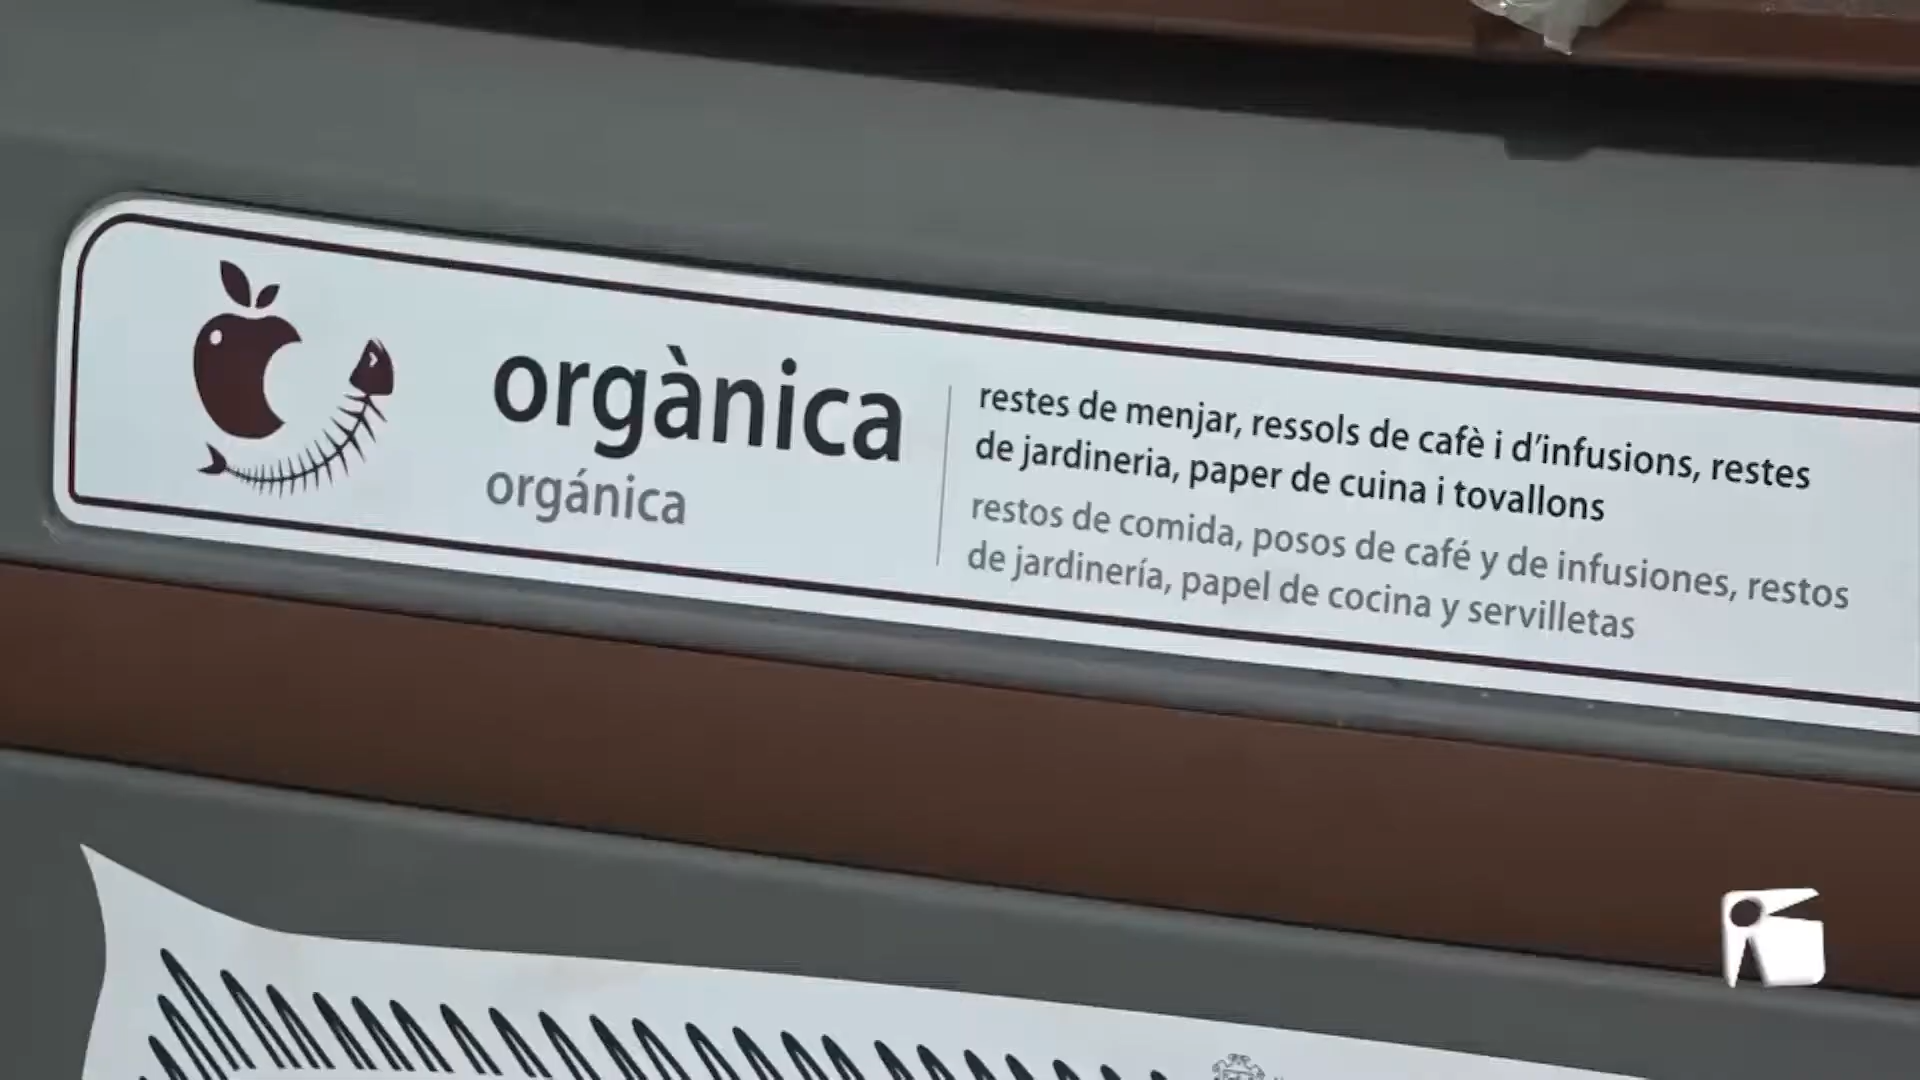 orgànica
orgánica
restes de menjar, ressols de cafè i d'infusions, restes
de jardineria, paper de cuina i tovallons
restos de comida, posos de café y de infusiones, restos
de jardinería, papel de cocina y servilletas